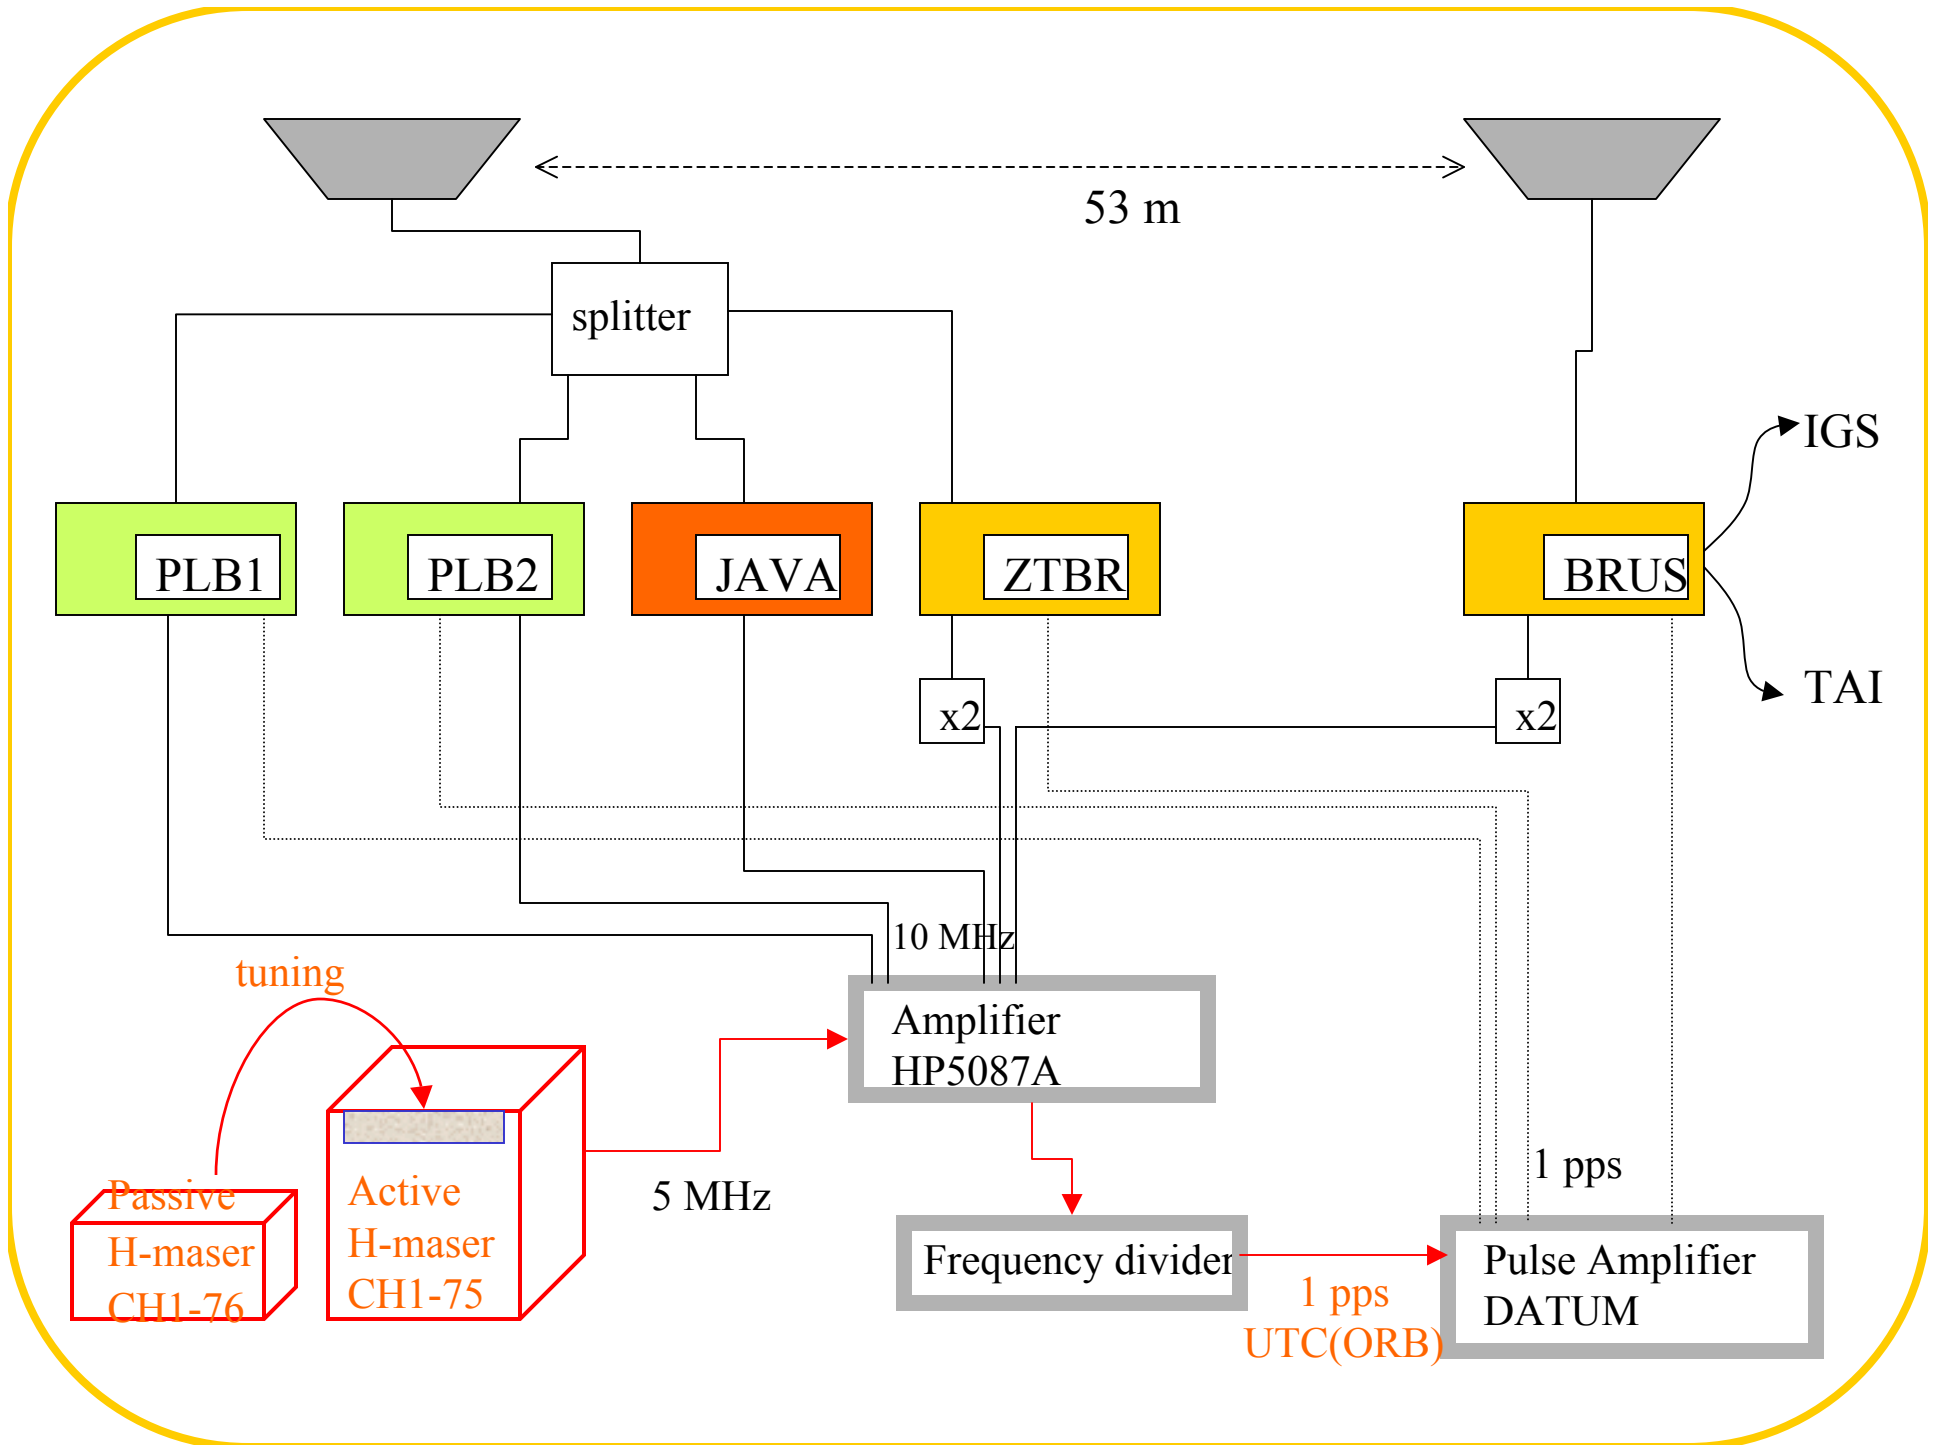 53 m
splitter
IGS
PLB1
PLB2
JAVA
ZTBR
BRUS
TAI
x2
x2
10 MHz
tuning
Amplifier
HP5087A
1 pps
Passive
H-maser
CH1-76
Active
H-maser
CH1-75
5 MHz
Frequency divider
1 pps
UTC(ORB)
Pulse Amplifier
DATUM